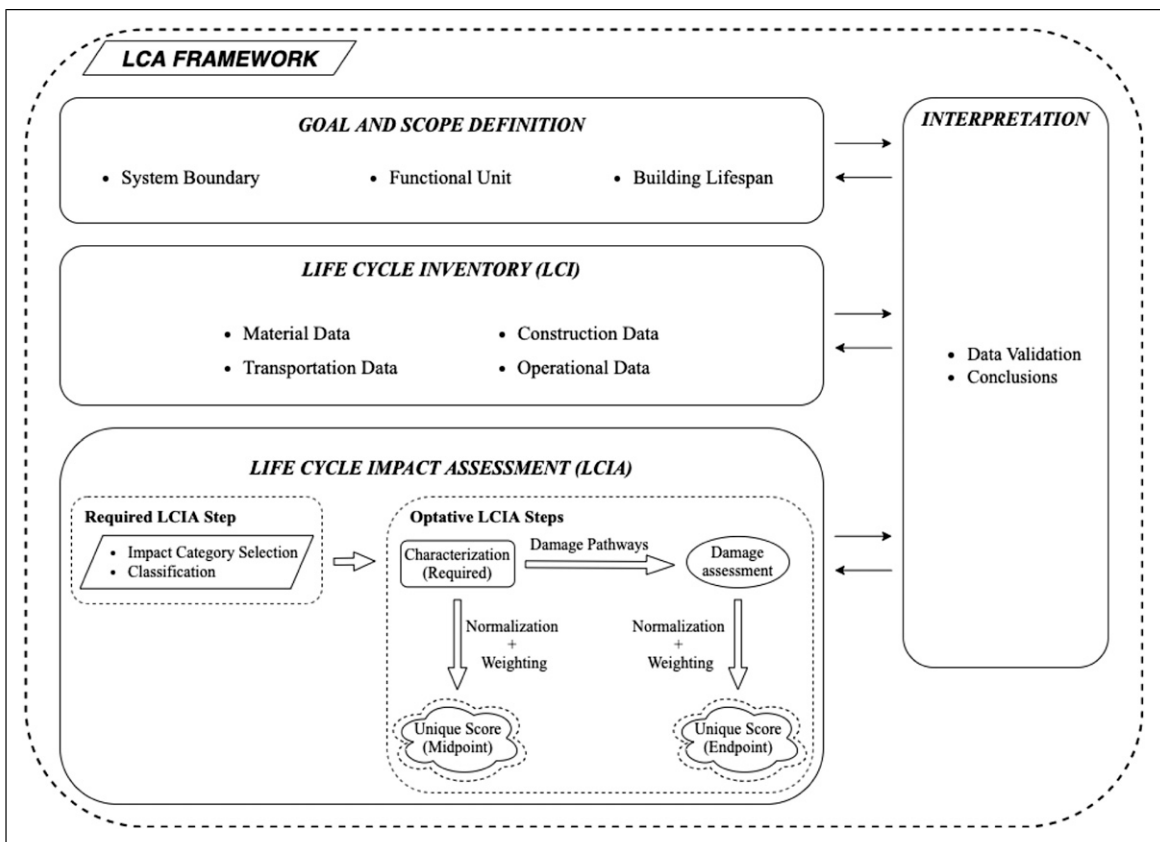 LCA FRAMEWORK
GOAL AND SCOPE DEFINITION
• System Boundary
• Functional Unit
• Building Lifespan
INTERPRETATION
• Data Validation
• Conclusions
LIFE CYCLE INVENTORY (LCI)
• Material Data
• Construction Data
• Transportation Data
• Operational Data
LIFE CYCLE IMPACT ASSESSMENT (LCIA)
Required LCIA Step
• Impact Category Selection
• Classification
Optative LCIA Steps
Characterization
(Required)
Damage Pathways
Damage
assessment
Normalization
+
Weighting
Normalization
+
Weighting
Unique Score
(Midpoint)
Unique Score
(Endpoint)